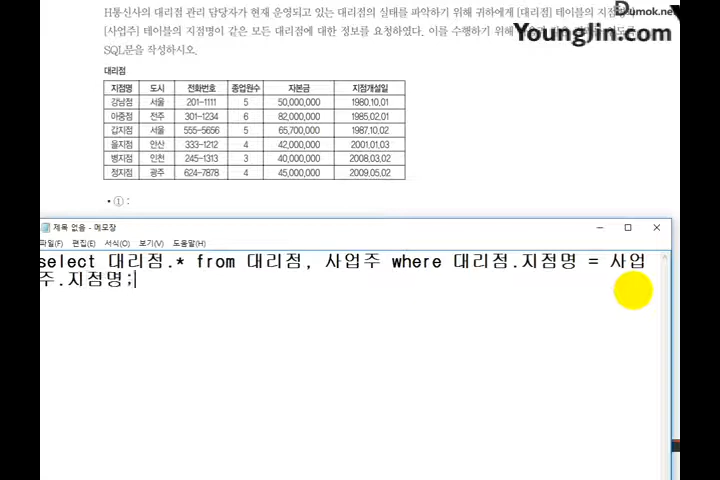 H통신사의 대리점 관리 담당자가 현재 운영되고 있는 대리점의 실태를 파악하기 위해 귀하에게 [대리점] 테이블의 지점명
[사업주] 테이블의 지점명이 같은 모든 대리점에 대한 정보를 요청하였다. 이를 수행하기 위해
SQL문을 작성하시오.
Dumok.net
YoungJin.com
대리점
지점명 도시 전화번호 종업원수 자본금 지점개설일
강남점 서울 201-1111 5 50,000,000 1980.10.01
아중점 전주 301-1234 6 82,000,000 1985.02.01
갑지점 서울 555-5656 5 65,700,000 1987.10.02
을지점 안산 333-1212 4 42,000,000 2001.01.03
병지점 인천 245-1313 3 40,000,000 2008.03.02
정지점 광주 624-7878 4 45,000,000 2009.05.02
• ① :
제목 없음 - 메모장
파일(F) 편집(E) 서식(O) 보기(V) 도움말(H)
select 대리점.* from 대리점, 사업주 where 대리점.지점명 = 사업
주.지점명;